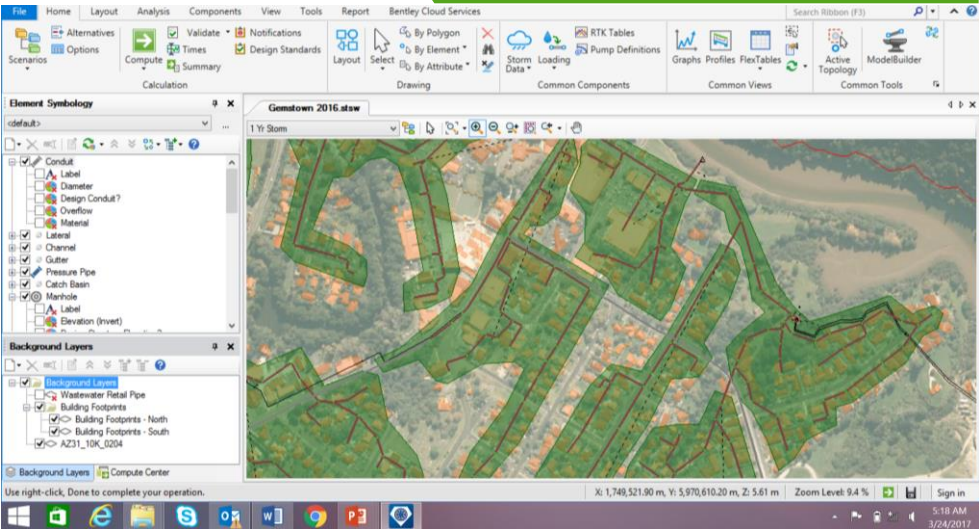 File Home Layout Analysis Components View Tools Report Bentley Cloud Services Search Ribbon (F3)
Scenarios
Alternatives
Options
Compute
Validate
Times
Summary
Notifications
Design Standards
Calculation
Layout
Select
By Polygon
By Element
By Attribute
Drawing
Storm Data
Loading
RTK Tables
Pump Definitions
Common Components
Graphs Profiles FlexTables
Common Views
Active Topology
ModelBuilder
Common Tools
Element Symbology
<default>
Conduit
Label
Diameter
Design Conduit?
Overflow
Material
Lateral
Channel
Gutter
Pressure Pipe
Catch Basin
Manhole
Label
Elevation (Invert)
Background Layers
Background Layers
Wastewater Retail Pipe
Building Footprints
Building Footprints - North
Building Footprints - South
AZ31_10K_0204
Background Layers Compute Center
Gemstown 2016.stsw
1 Yr Storm
Use right-click, Done to complete your operation. X: 1,749,521.90 m, Y: 5,970,610.20 m, Z: 5.61 m Zoom Level: 9.4 % Sign in
5:18 AM
3/24/2017